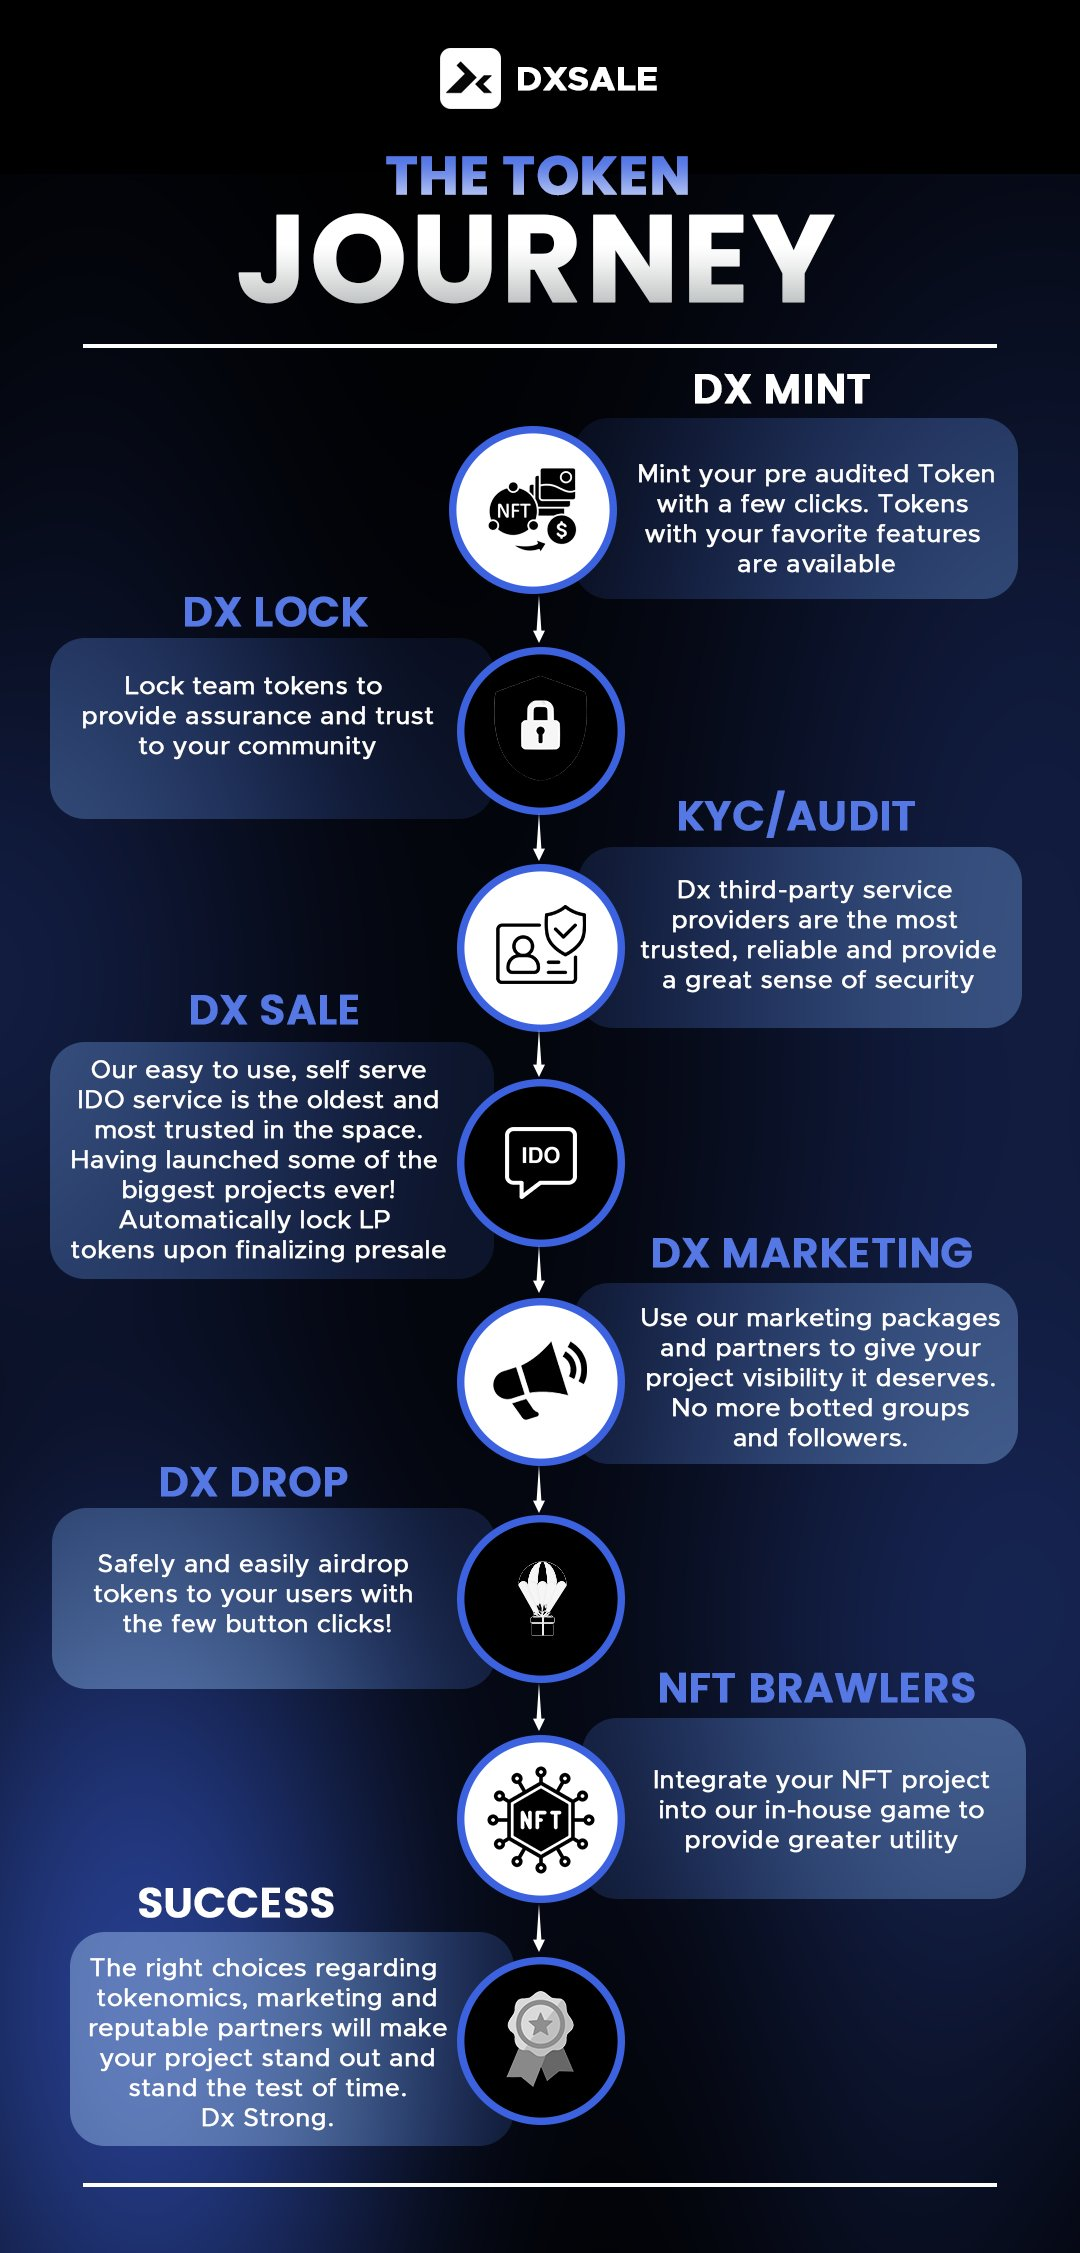 DXSALE
THE TOKEN
JOURNEY
DX MINT
Mint your pre audited Token
with a few clicks. Tokens
with your favorite features
are available
NFT
$
DX LOCK
Lock team tokens to
provide assurance and trust
to your community
KYC/AUDIT
Dx third-party service
providers are the most
trusted, reliable and provide
a great sense of security
DX SALE
Our easy to use, self serve
IDO service is the oldest and
most trusted in the space.
Having launched some of the
biggest projects ever!
Automatically lock LP
tokens upon finalizing presale
IDO
DX MARKETING
Use our marketing packages
and partners to give your
project visibility it deserves.
No more botted groups
and followers.
DX DROP
Safely and easily airdrop
tokens to your users with
the few button clicks!
NFT BRAWLERS
Integrate your NFT project
into our in-house game to
provide greater utility
NFT
SUCCESS
The right choices regarding
tokenomics, marketing and
reputable partners will make
your project stand out and
stand the test of time.
Dx Strong.